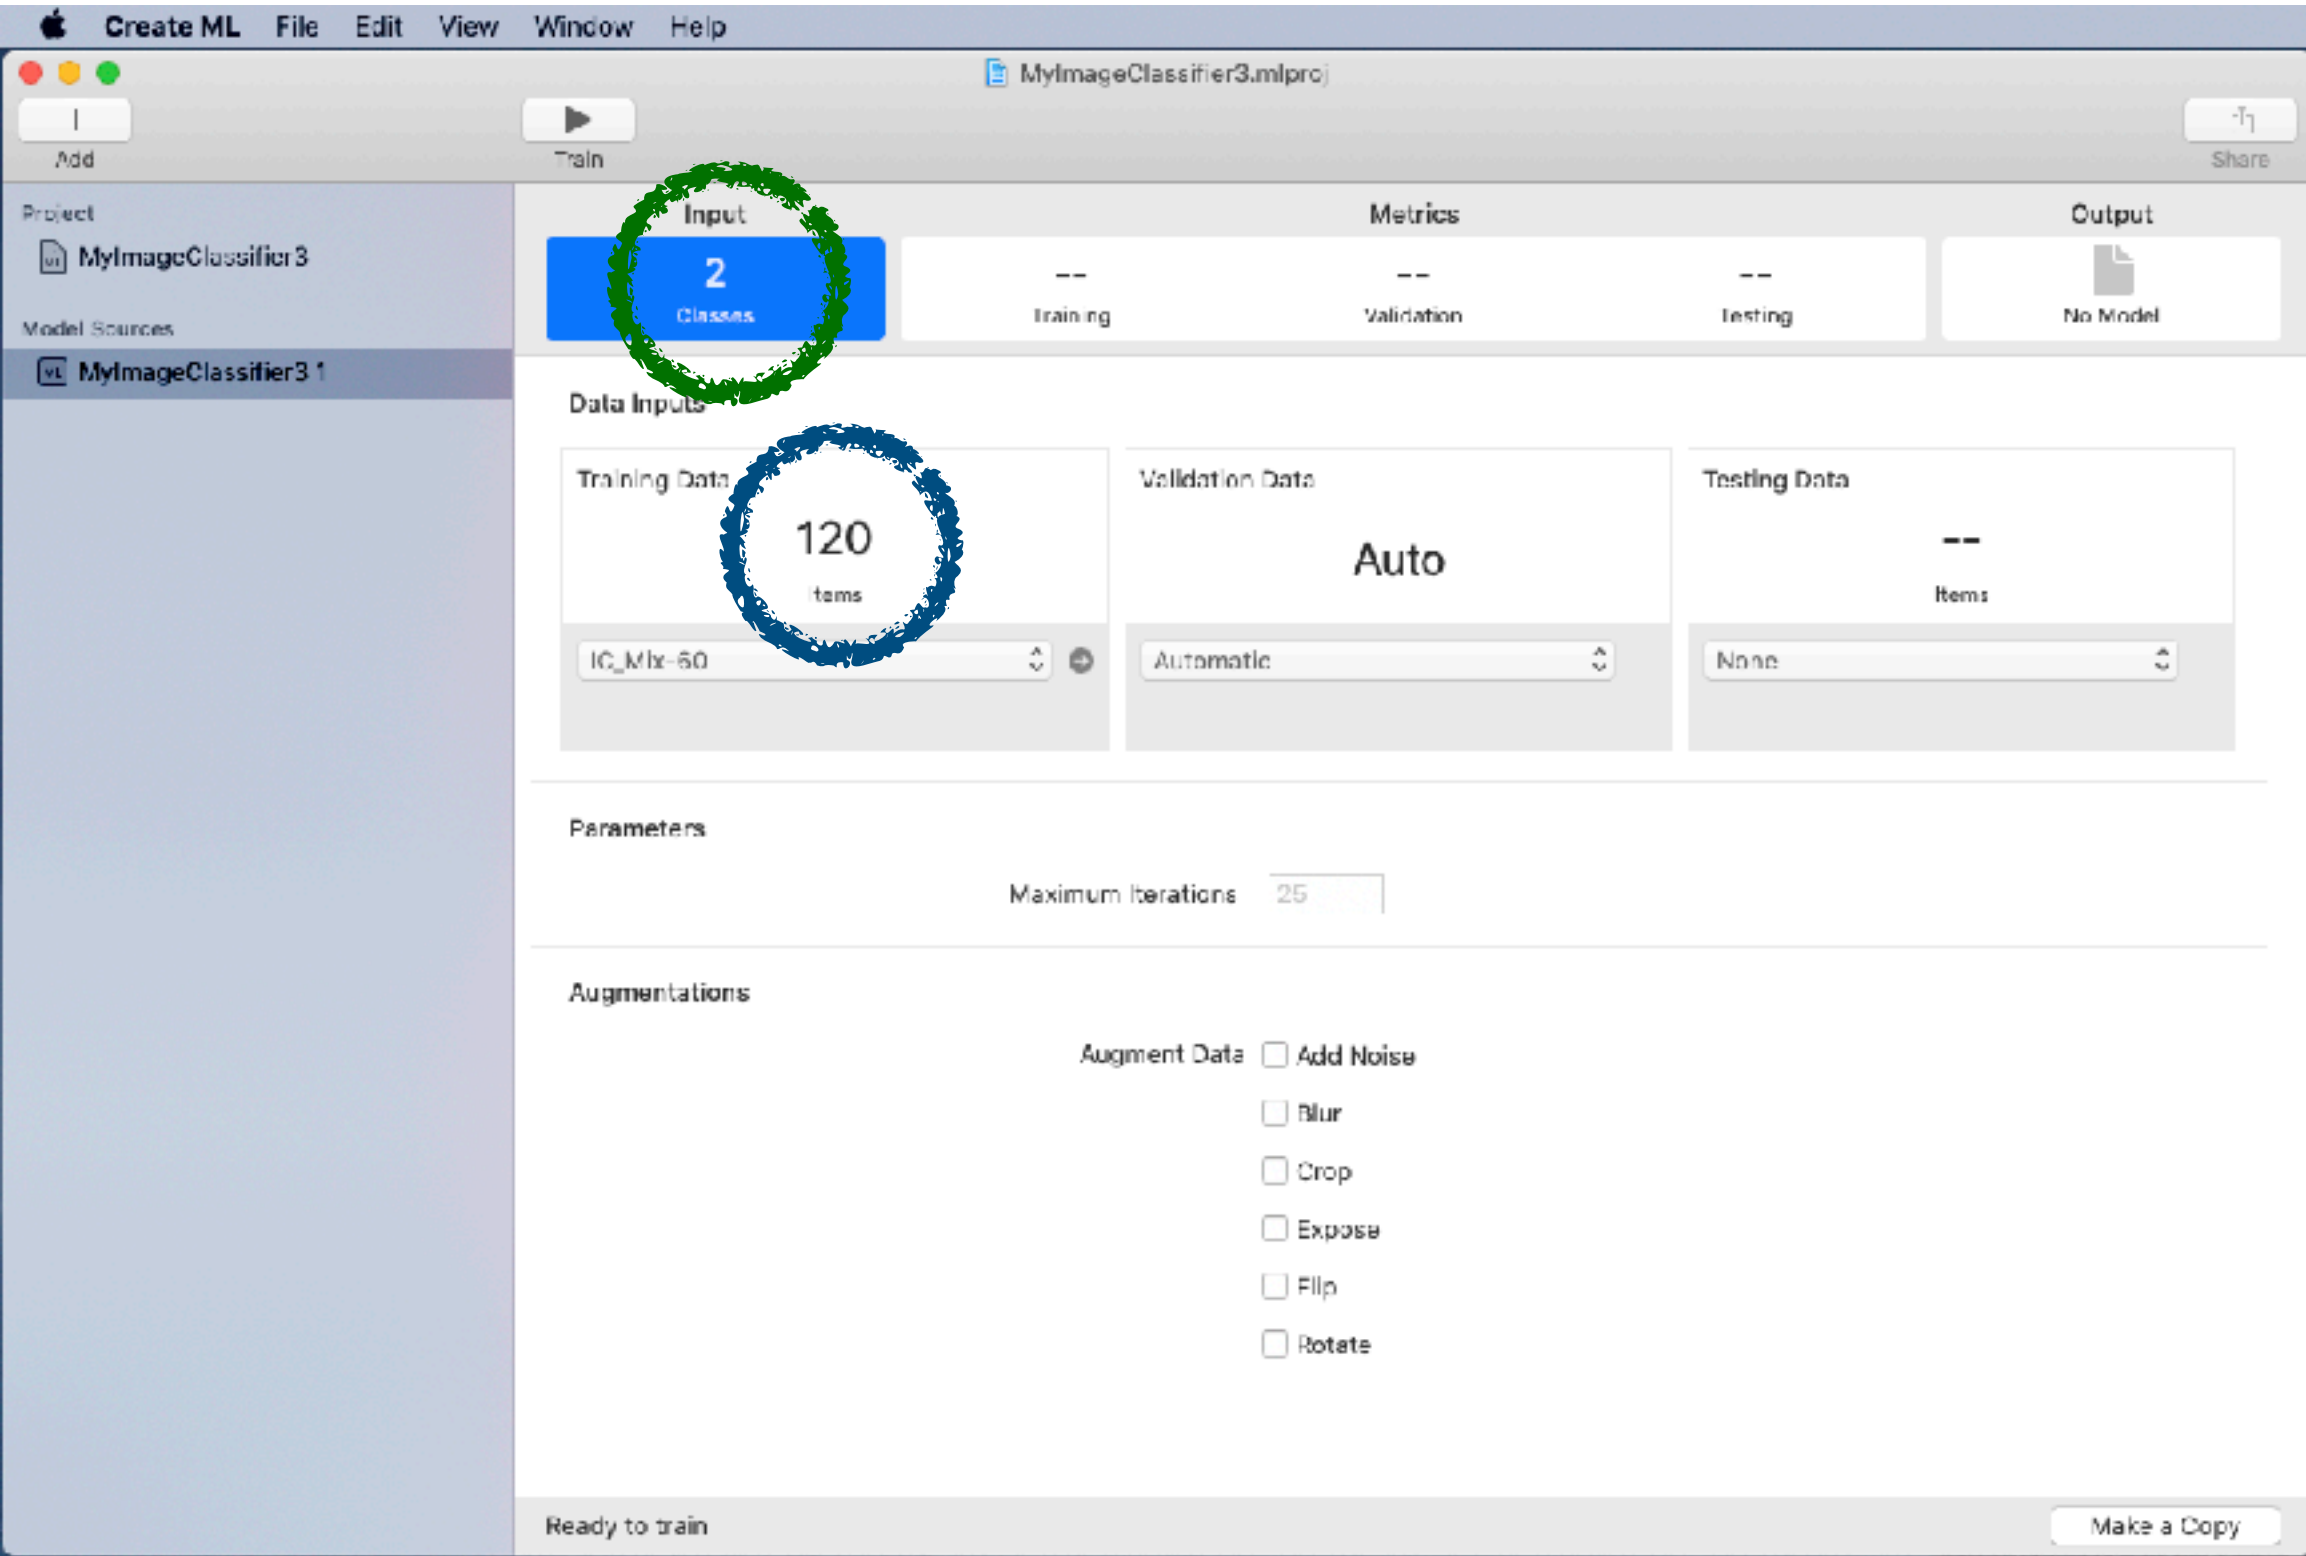 Create ML File Edit View Window Help
MyImageClassifier3.mlproj
Add
Train
Share
Project
MyImageClassifier3
Model Sources
MyImageClassifier3 1
Input
Metrics
Output
2
Classes
--
Training
--
Validation
--
Testing
No Model
Data Inputs
Training Data
120
Items
IC_Mix-60
Validation Data
Auto
Automatic
Testing Data
--
Items
None
Parameters
Maximum Iterations 25
Augmentations
Augment Data Add Noise
Blur
Crop
Expose
Flip
Rotate
Ready to train
Make a Copy